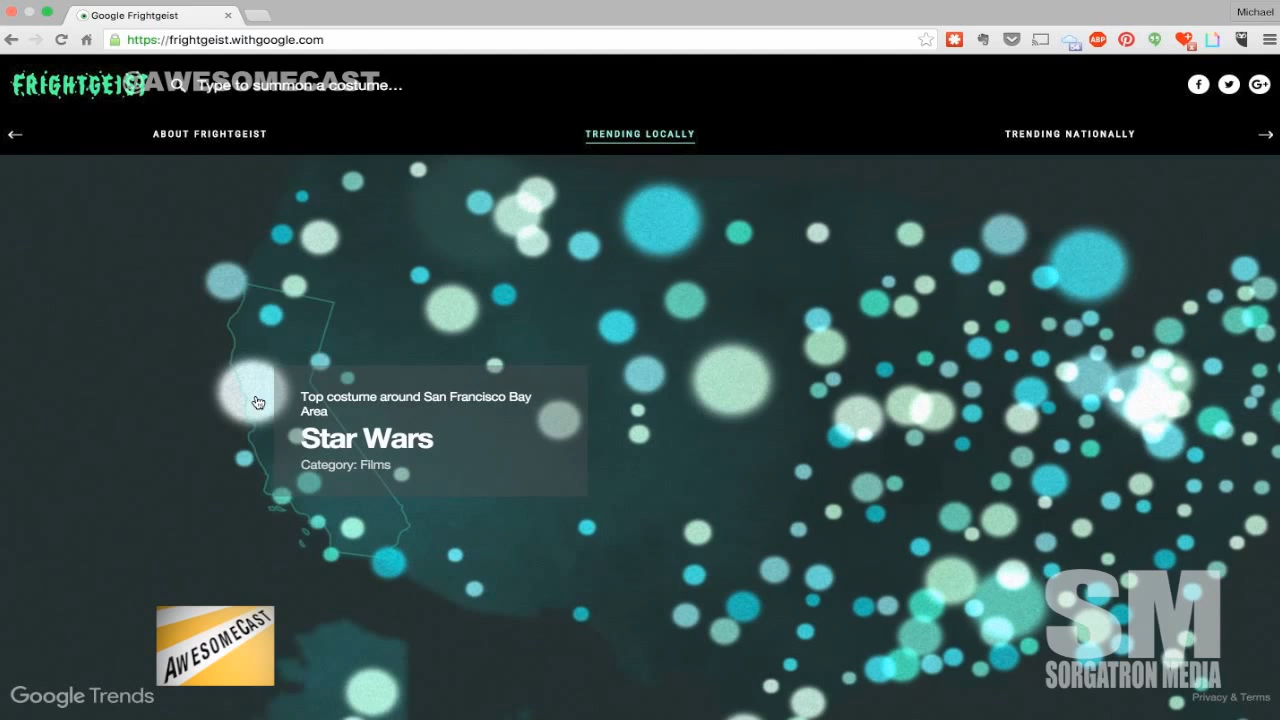 Google Frightgeist
Michael
https://frightgeist.withgoogle.com
FRIGHTGEIST
@AWESOMECAST
Type to summon a costume...
ABOUT FRIGHTGEIST
TRENDING LOCALLY
TRENDING NATIONALLY
Top costume around San Francisco Bay
Area
Star Wars
Category: Films
AWESOMECAST
SM
SORGATRON MEDIA
Google Trends
Privacy & Terms
ABP
G+